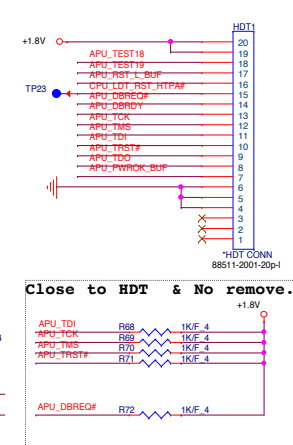 HDT1
+1.8V
20
19
APU_TEST18
18
APU_TEST19
17
APU_RST_L_BUF
16
CPU_LDT_RST_HTPA#
TP23
15
APU_DBREQ#
14
APU_DBRDY
13
APU_TCK
12
APU_TMS
11
APU_TDI
10
APU_TRST#
9
APU_TDO
8
APU_PWROK_BUF
7
6
5
4
3
2
1
*HDT CONN
88511-2001-20p-l
Close to HDT & No remove.
+1.8V
APU_TDI R68 1K/F_4
APU_TCK R69 1K/F_4
APU_TMS R70 1K/F_4
APU_TRST# R71 1K/F_4
APU_DBREQ# R72 1K/F_4